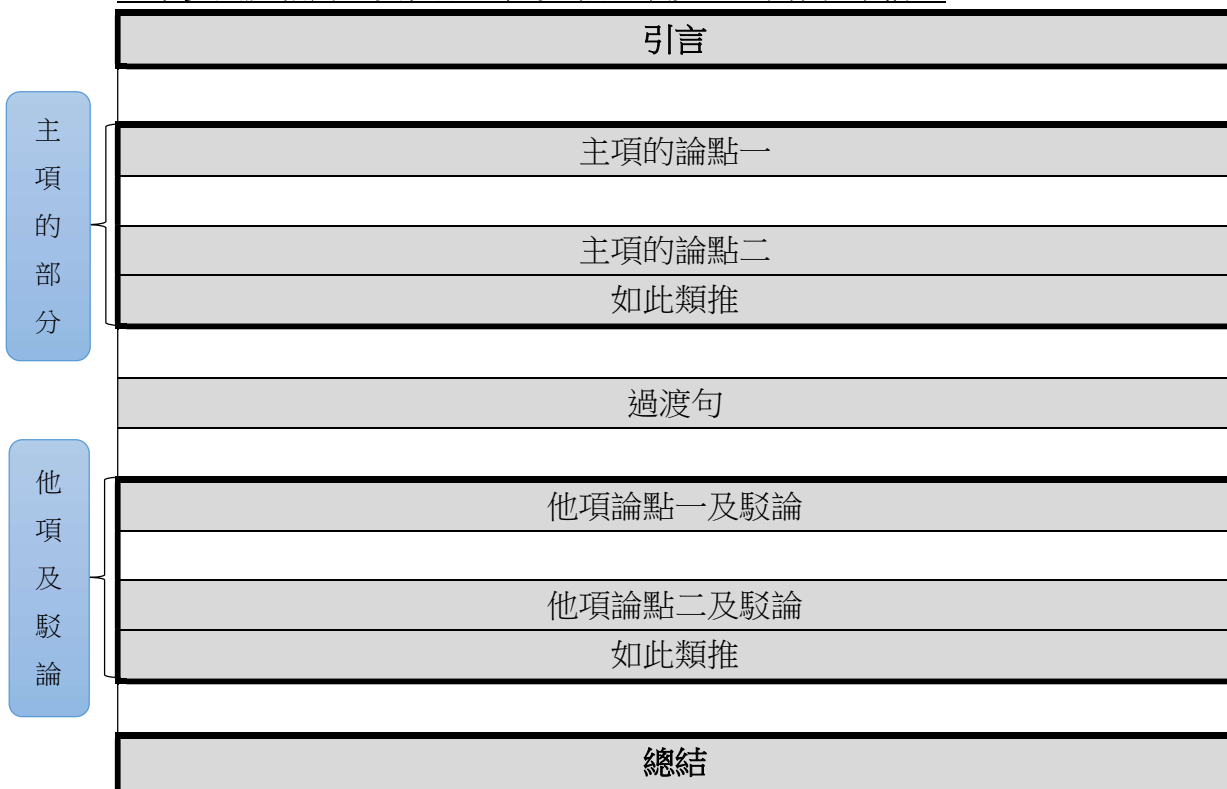 引言
主項的部分
主項的論點一
主項的論點二
如此類推
過渡句
他項及駁論
他項論點一及駁論
他項論點二及駁論
如此類推
總結